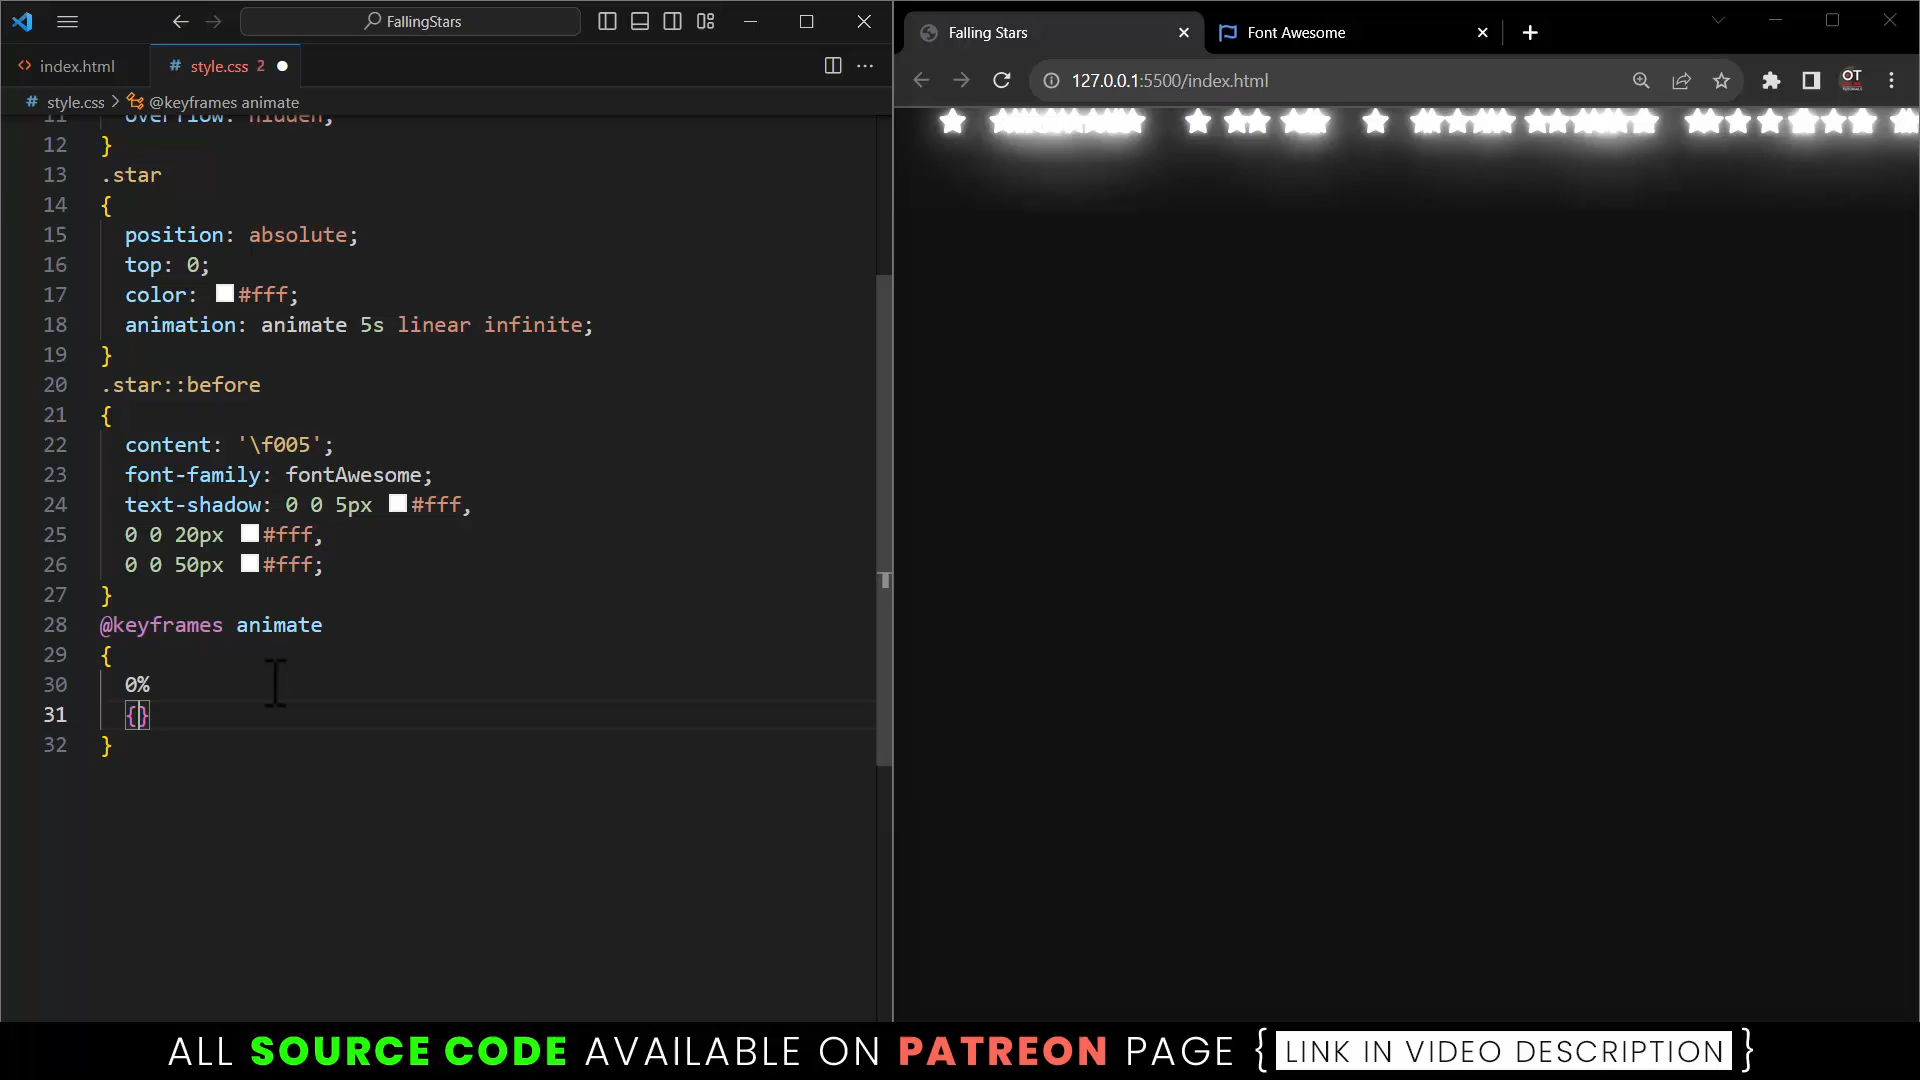 FallingStars
index.html
style.css 2
style.css > @keyframes animate
11 overflow: hidden;
12 }
13 .star
14 {
15 position: absolute;
16 top: 0;
17 color: #fff;
18 animation: animate 5s linear infinite;
19 }
20 .star::before
21 {
22 content: '\f005';
23 font-family: fontAwesome;
24 text-shadow: 0 0 5px #fff,
25 0 0 20px #fff,
26 0 0 50px #fff;
27 }
28 @keyframes animate
29 {
30 0%
31 {}
32 }
Falling Stars
Font Awesome
127.0.0.1:5500/index.html
OT
ALL SOURCE CODE AVAILABLE ON PATREON PAGE { LINK IN VIDEO DESCRIPTION }